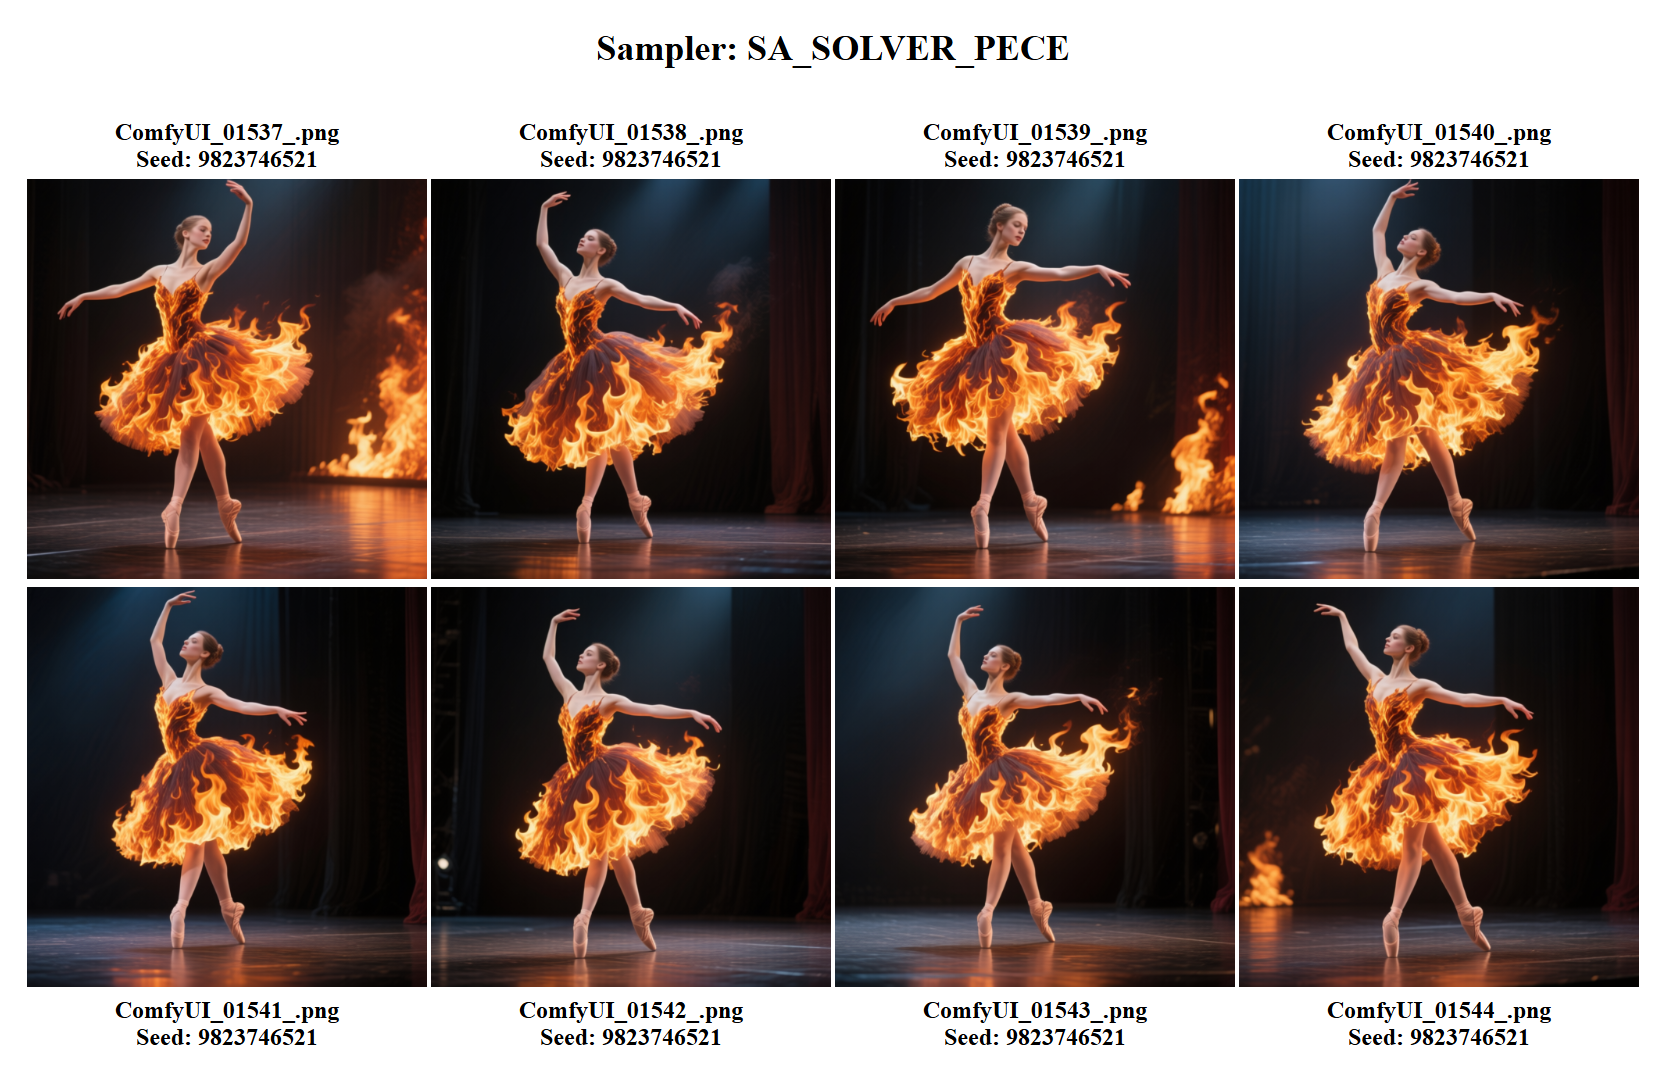 Sampler: SA_SOLVER_PECE
ComfyUI_01537_.png
Seed: 9823746521
ComfyUI_01538_.png
Seed: 9823746521
ComfyUI_01539_.png
Seed: 9823746521
ComfyUI_01540_.png
Seed: 9823746521
ComfyUI_01541_.png
Seed: 9823746521
ComfyUI_01542_.png
Seed: 9823746521
ComfyUI_01543_.png
Seed: 9823746521
ComfyUI_01544_.png
Seed: 9823746521